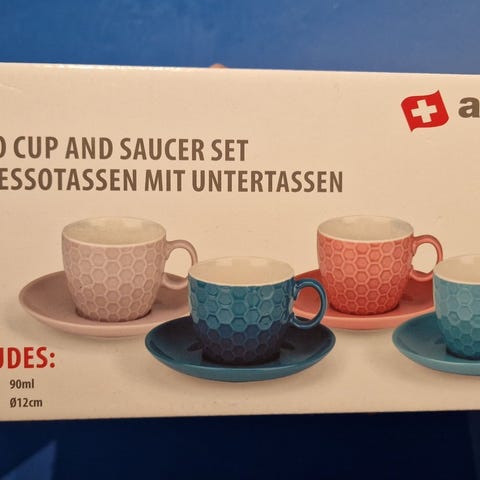 a
O CUP AND SAUCER SET
ESSOTASSEN MIT UNTERTASSEN
UDES:
90ml
Ø12cm